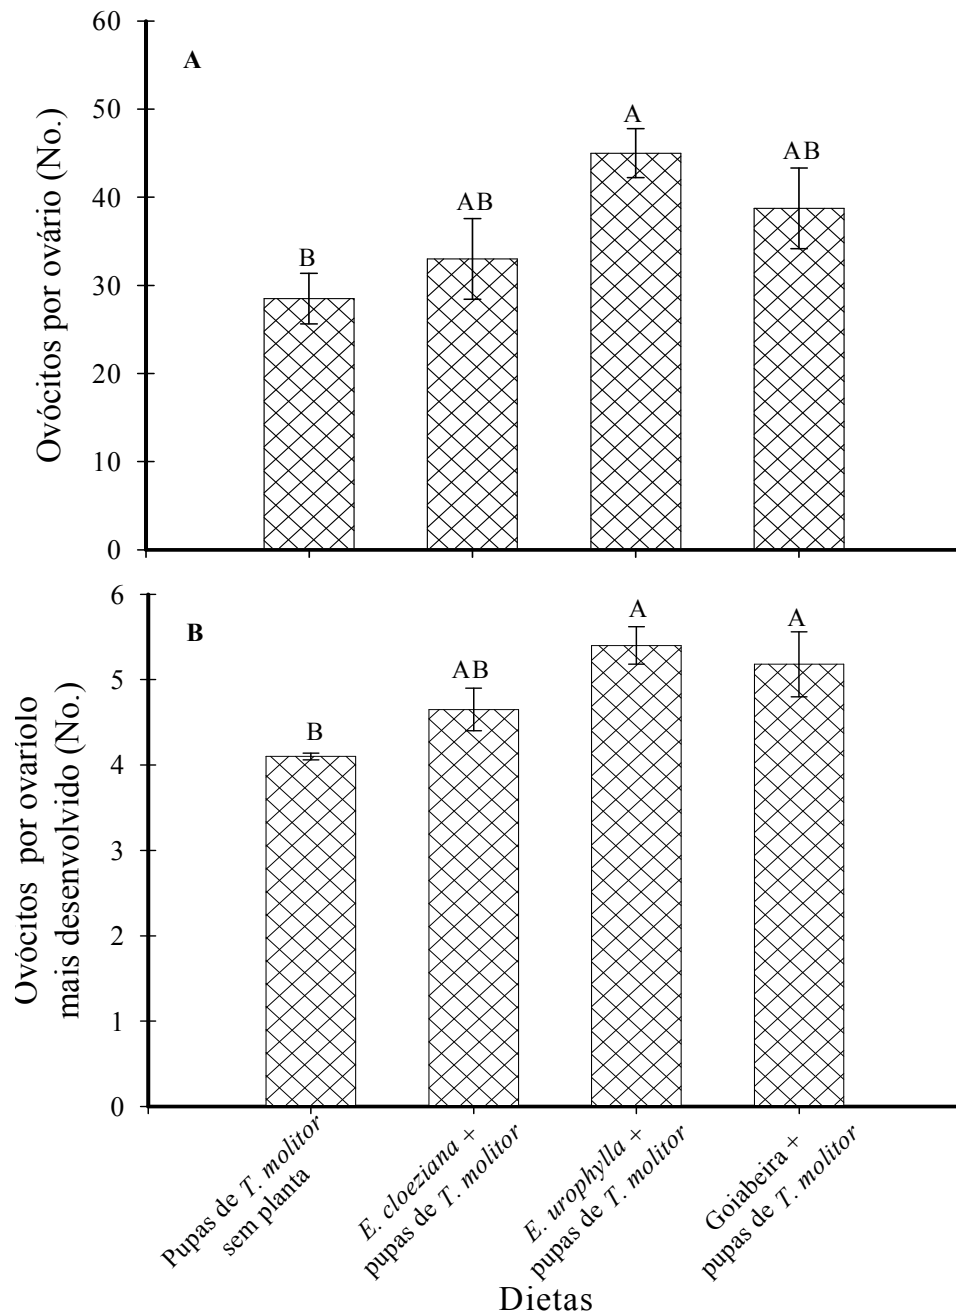 60
A
50
A
AB
AB
40
B
30
20
10
0
Ovócitos por ovário (No.)
6
B
A
A
AB
5
B
4
3
2
1
0
Ovócitos por ovaríolo
mais desenvolvido (No.)
Pupas de T. molitor
sem planta
E. cloeziana +
pupas de T. molitor
E. urophylla +
pupas de T. molitor
Goiabeira +
pupas de T. molitor
Dietas